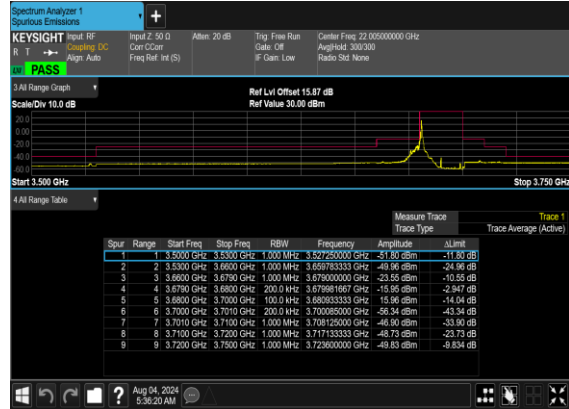 Spectrum Analyzer 1
Spurious Emissions
+
KEYSIGHT Input: RF Input Z: 50 Ω Atten: 20 dB Trig: Free Run Center Freq: 22.005000000 GHz
R T Coupling: DC Corr CCorr Gate: Off Avg|Hold: 300/300
Align: Auto Freq Ref: Int (S) IF Gain: Low Radio Std: None
LW PASS
3 All Range Graph Ref Lvl Offset 15.87 dB
Scale/Div 10.0 dB Ref Value 30.00 dBm
20.0
0.00
-20.0
-40.0
-60.0
Start 3.500 GHz Stop 3.750 GHz
4 All Range Table
Measure Trace Trace 1
Trace Type Trace Average (Active)
Spur Range Start Freq Stop Freq RBW Frequency Amplitude ΔLimit
1 1 3.5000 GHz 3.5300 GHz 1.000 MHz 3.527250000 GHz -51.80 dBm -11.80 dB
2 2 3.5300 GHz 3.6600 GHz 1.000 MHz 3.659783333 GHz -49.96 dBm -24.96 dB
3 3 3.6600 GHz 3.6790 GHz 1.000 MHz 3.679000000 GHz -23.55 dBm -10.55 dB
4 4 3.6790 GHz 3.6800 GHz 200.0 kHz 3.679981667 GHz -15.95 dBm -2.947 dB
5 5 3.6800 GHz 3.7000 GHz 100.0 kHz 3.680933333 GHz 15.96 dBm -14.04 dB
6 6 3.7000 GHz 3.7010 GHz 200.0 kHz 3.700085000 GHz -56.34 dBm -43.34 dB
7 7 3.7010 GHz 3.7100 GHz 1.000 MHz 3.708125000 GHz -46.90 dBm -33.90 dB
8 8 3.7100 GHz 3.7200 GHz 1.000 MHz 3.717133333 GHz -48.73 dBm -23.73 dB
9 9 3.7200 GHz 3.7500 GHz 1.000 MHz 3.723600000 GHz -49.83 dBm -9.834 dB
? Aug 04, 2024
5:36:20 AM